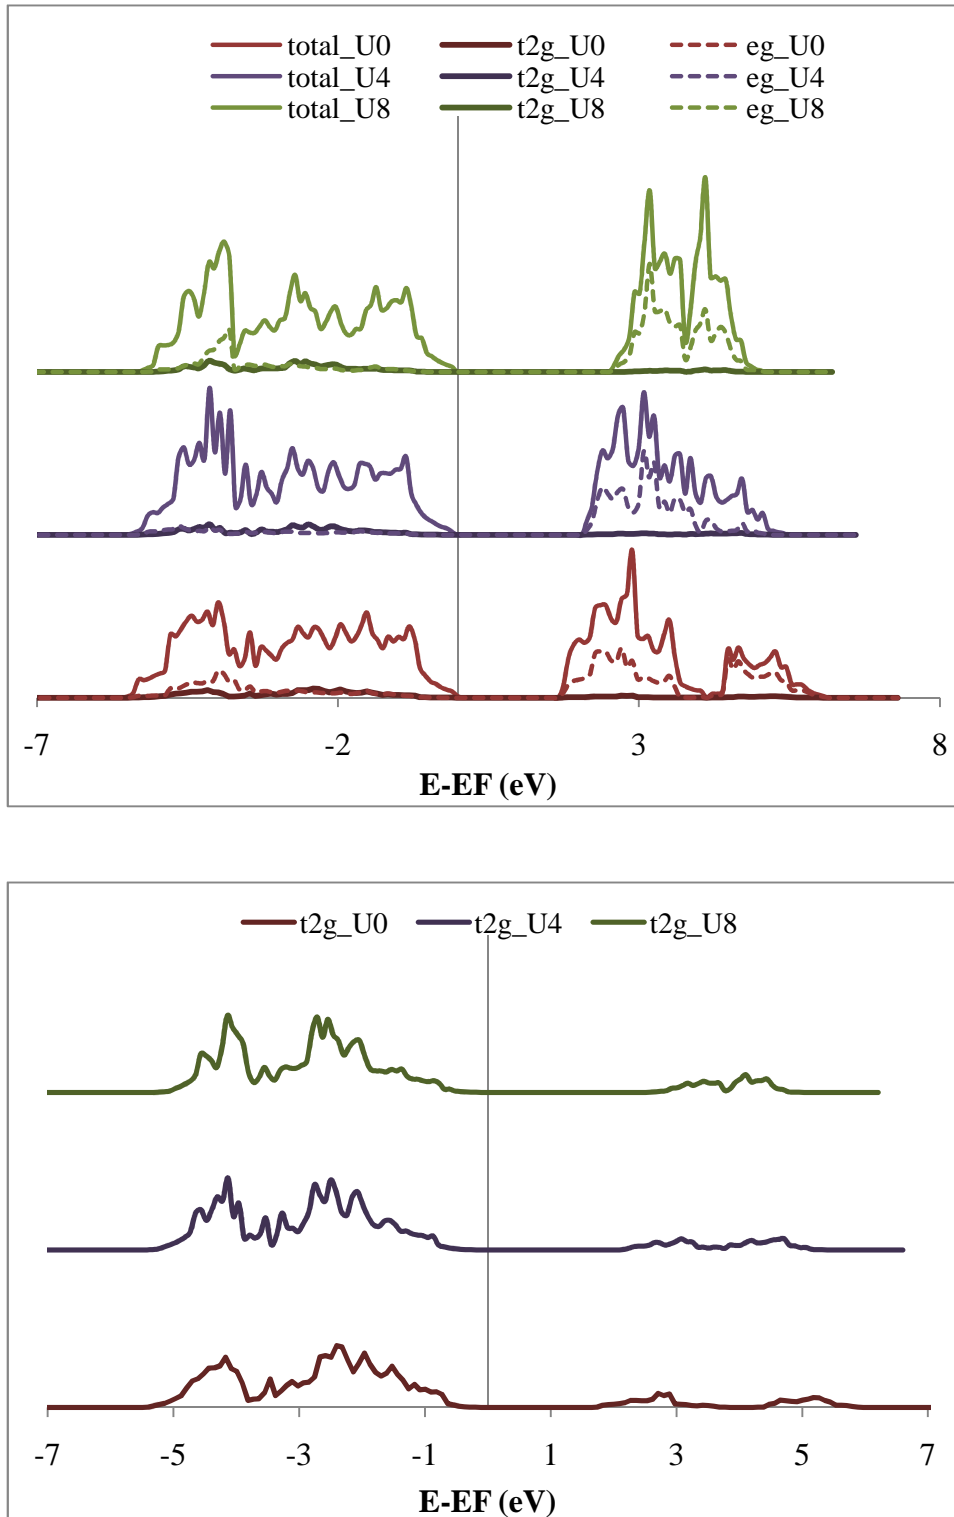 total_U0 t2g_U0 eg_U0
total_U4 t2g_U4 eg_U4
total_U8 t2g_U8 eg_U8
-7 -2 3 8
E-EF (eV)
t2g_U0 t2g_U4 t2g_U8
-7 -5 -3 -1 1 3 5 7
E-EF (eV)